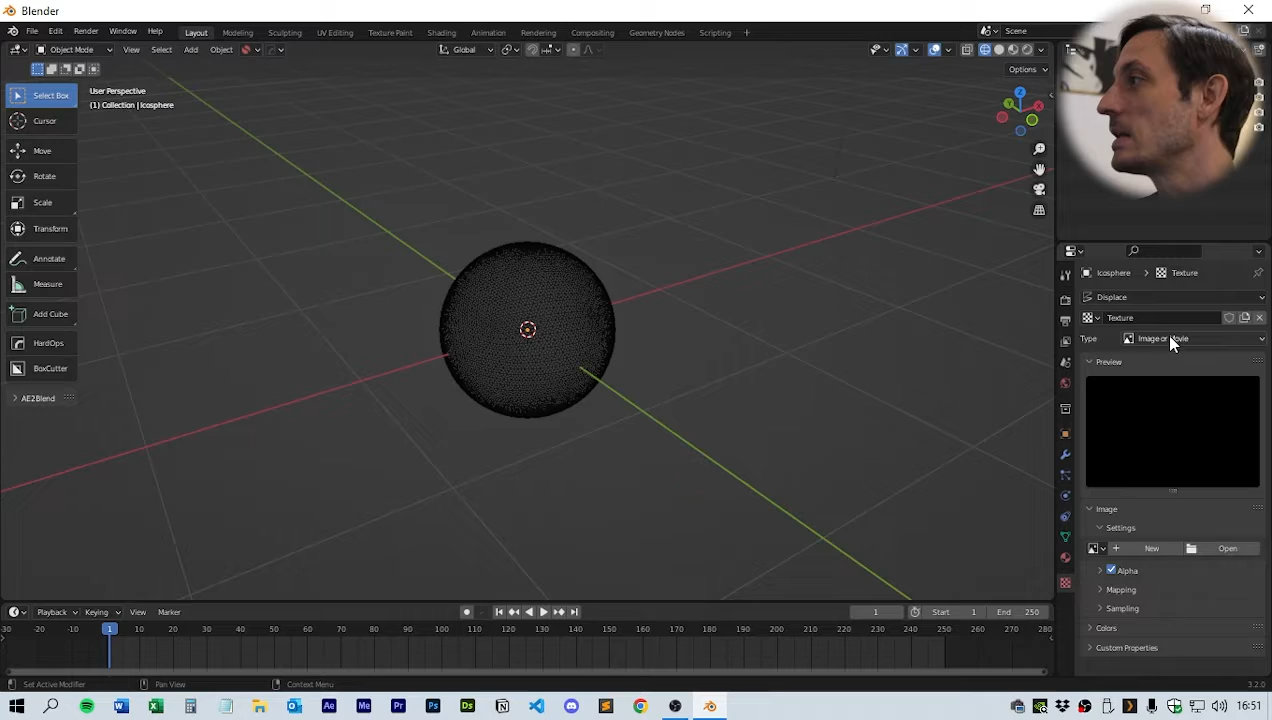 Blender
File Edit Render Window Help Layout Modeling Sculpting UV Editing Texture Paint Shading Animation Rendering Compositing Geometry Nodes Scripting + Scene
Object Mode View Select Add Object Global
Options
Select Box
User Perspective
(1) Collection | Icosphere
Cursor
Move
Rotate
Scale
Transform
Annotate
Measure
Add Cube
HardOps
BoxCutter
AE2Blend
Z
X
Y
Icosphere > Texture
Displace
Texture
Type Image or Movie
Preview
Image
Settings
New Open
Alpha
Mapping
Sampling
Colors
Custom Properties
Playback Keying View Marker 1 Start 1 End 250
-20 -10 1 10 20 30 40 50 60 70 80 90 100 110 120 130 140 150 160 170 180 190 200 210 220 230 240 250 260 270 280
Set Active Modifier Pan View Context Menu 3.2.0
Ae Me Pr Ps Ds 16:51